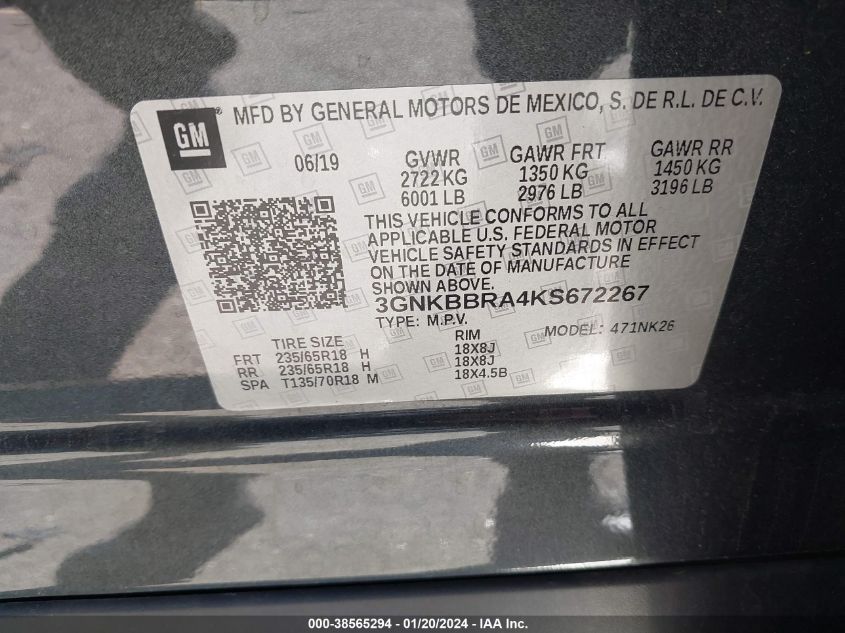 GM ® MFD BY GENERAL MOTORS DE MEXICO, S. DE R.L. DE C.V.
06/19 GVWR GAWR FRT GAWR RR
2722 KG 1350 KG 1450 KG
6001 LB 2976 LB 3196 LB
THIS VEHICLE CONFORMS TO ALL
APPLICABLE U.S. FEDERAL MOTOR
VEHICLE SAFETY STANDARDS IN EFFECT
ON THE DATE OF MANUFACTURE
SHOWN ABOVE.
3GNKBBRA4KS672267
TYPE: M.P.V. MODEL: 471NK26
TIRE SIZE RIM
FRT 235/65R18 H 18X8J
RR 235/65R18 H 18X8J
SPA T135/70R18 M 18X4.5B
000-38565294 - 01/20/2024 - IAA Inc.